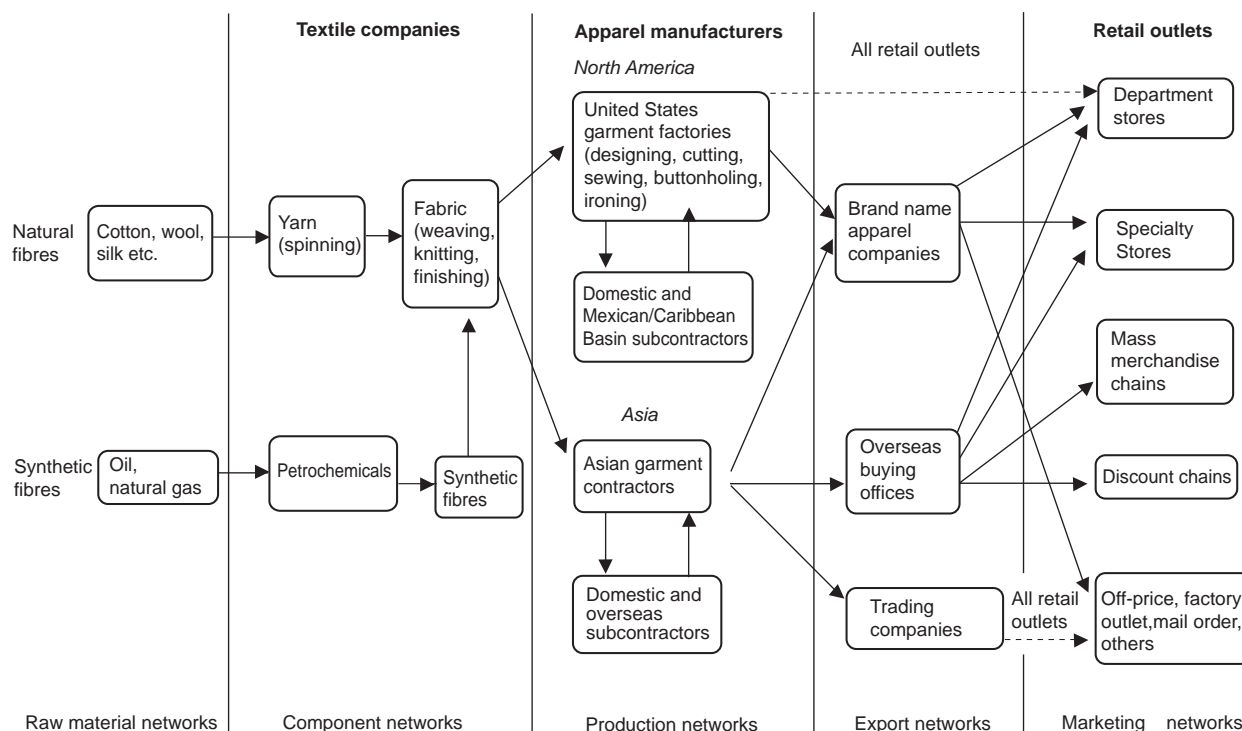 Textile companies
Apparel manufacturers
All retail outlets
Retail outlets
North America
Natural
fibres
Cotton, wool,
silk etc.
Yarn
(spinning)
Fabric
(weaving,
knitting,
finishing)
United States
garment factories
(designing, cutting,
sewing, buttonholing,
ironing)
Domestic and
Mexican/Caribbean
Basin subcontractors
Brand name
apparel
companies
Department
stores
Specialty
Stores
Mass
merchandise
chains
Asia
Synthetic
fibres
Oil,
natural gas
Petrochemicals
Synthetic
fibres
Asian garment
contractors
Domestic and
overseas
subcontractors
Overseas
buying
offices
Discount chains
Trading
companies
All retail
outlets
Off-price, factory
outlet,mail order,
others
Raw material networks
Component networks
Production networks
Export networks
Marketing networks